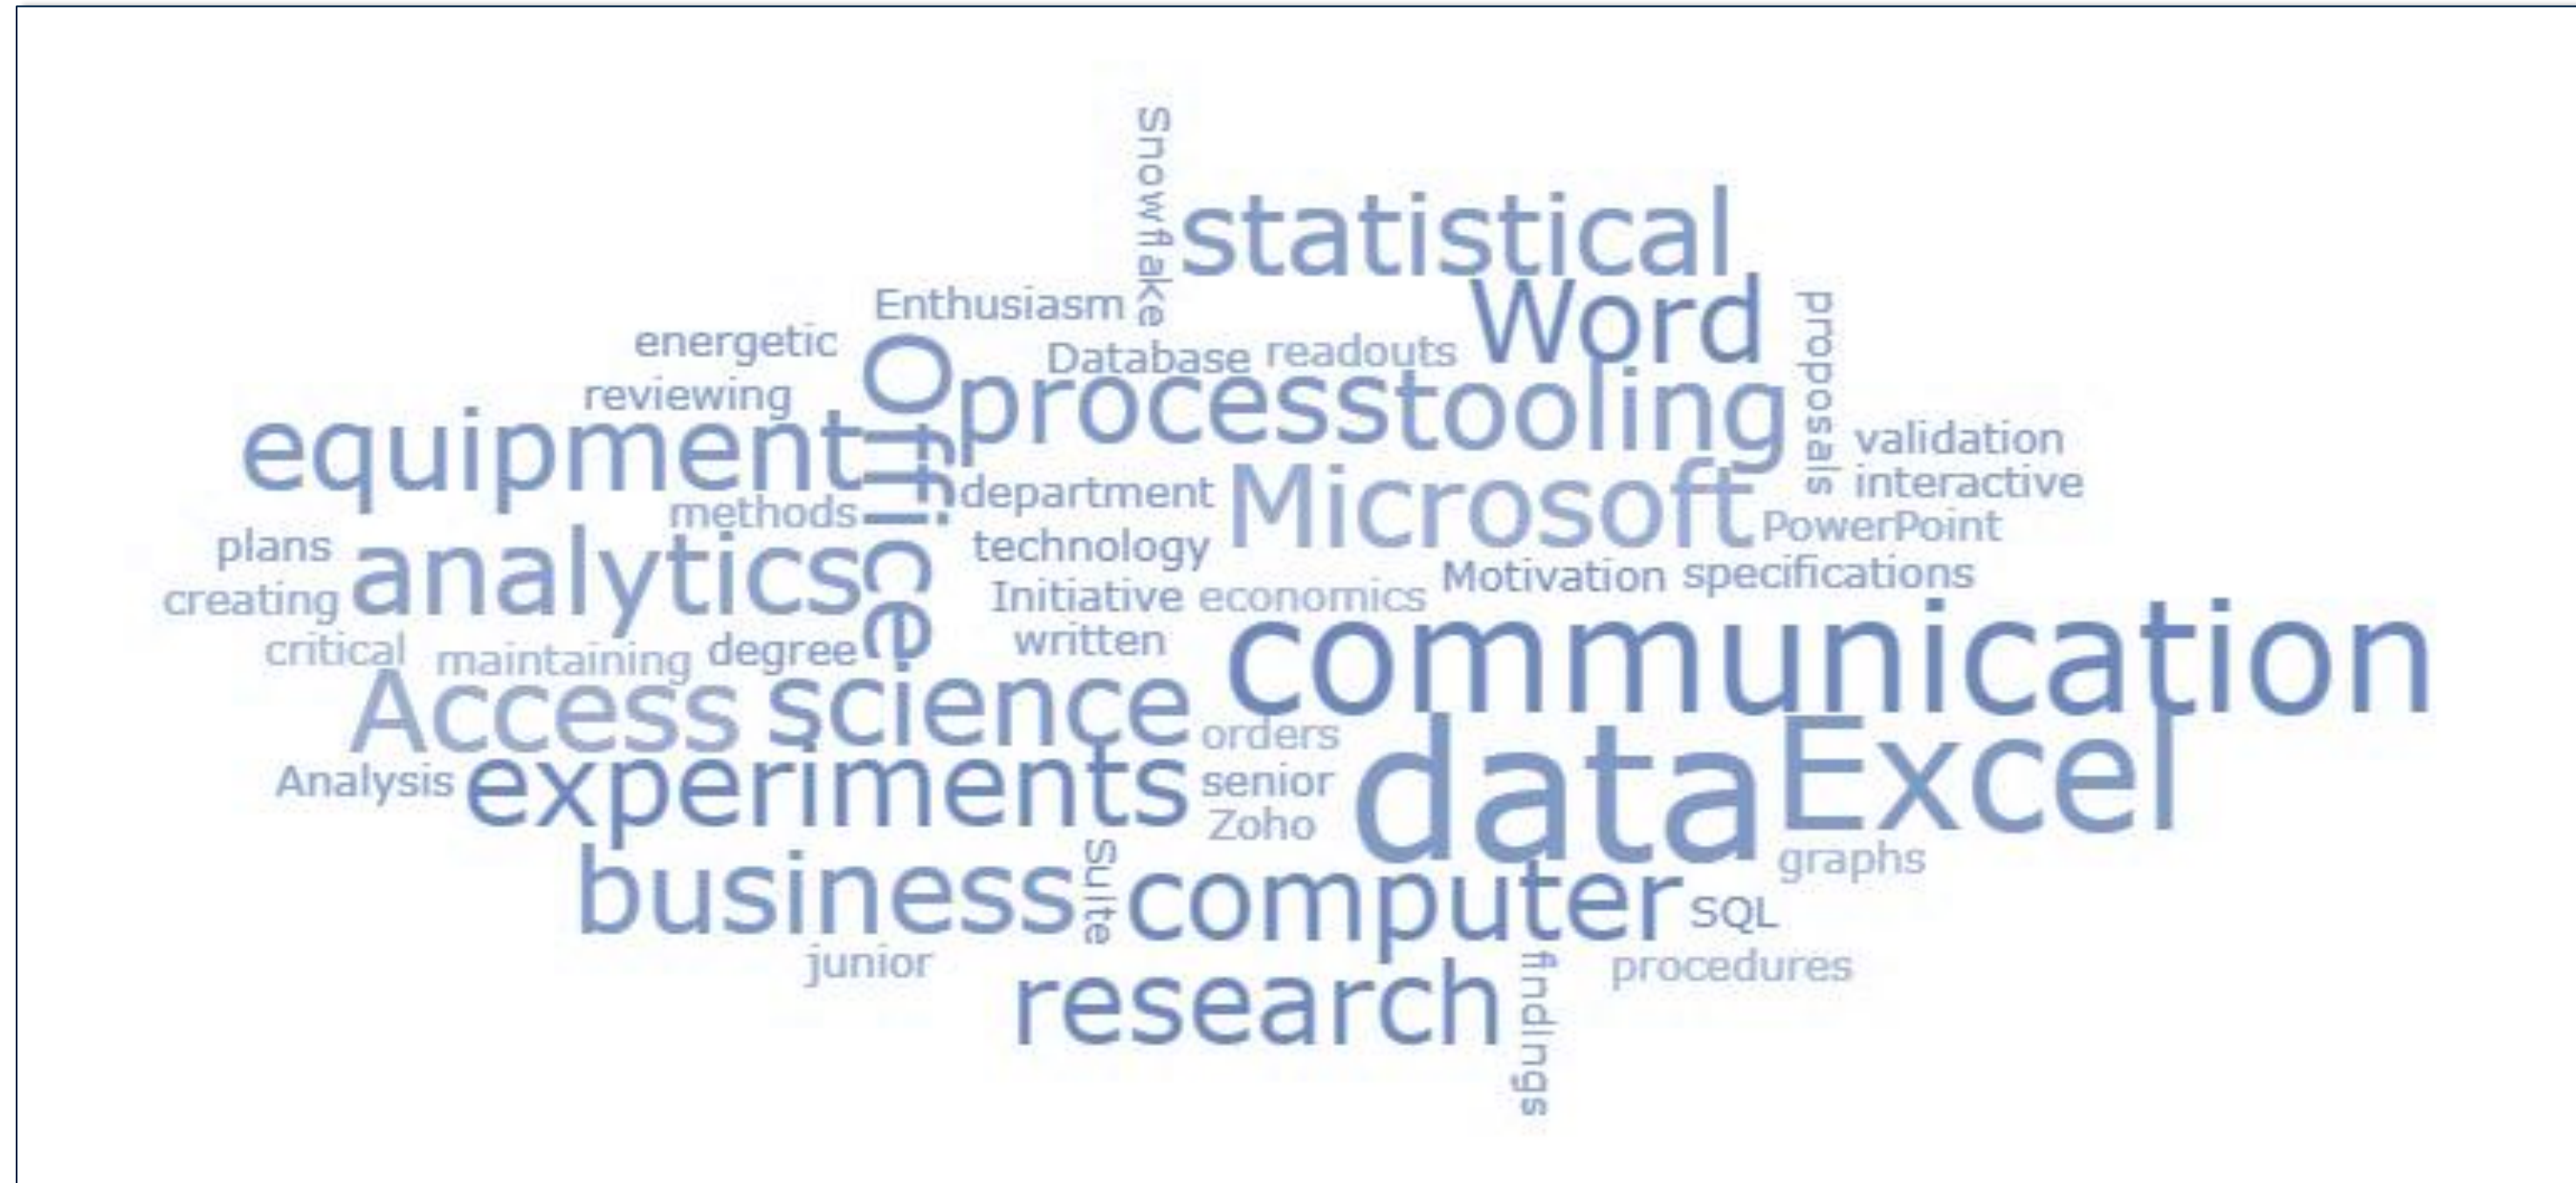 Snowflake
statistical
Enthusiasm
Word
proposals
energetic
Office
Database
readouts
reviewing
process
tooling
equipment
validation
department
Microsoft
interactive
methods
PowerPoint
plans
analytics
technology
Motivation
specifications
creating
Initiative
economics
critical
maintaining
degree
written
communication
Access
science
orders
Analysis
experiments
senior
data
Excel
Zoho
graphs
business
Suite
computer
SQL
junior
findings
procedures
research